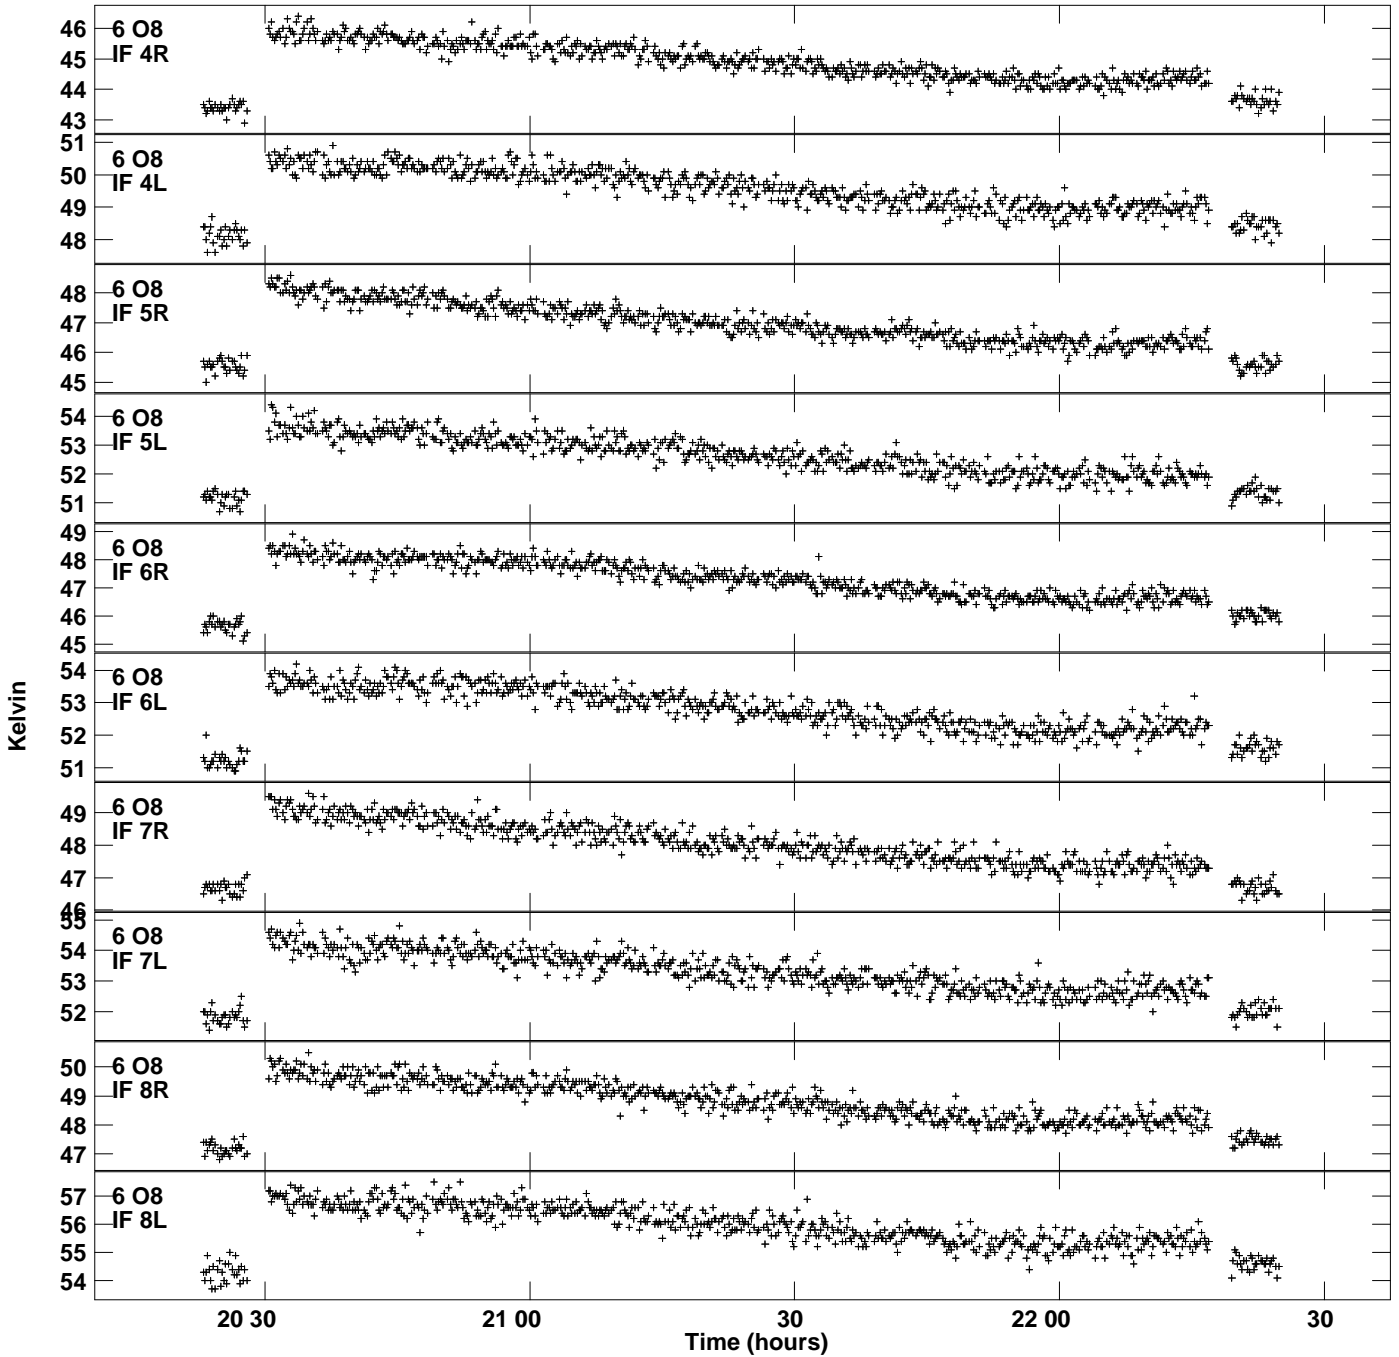 46
45
44
43
6 O8
IF 4R
51
50
49
48
6 O8
IF 4L
48
47
46
45
6 O8
IF 5R
54
53
52
51
6 O8
IF 5L
49
48
47
46
45
6 O8
IF 6R
54
53
52
51
6 O8
IF 6L
49
48
47
46
6 O8
IF 7R
55
54
53
52
6 O8
IF 7L
50
49
48
47
6 O8
IF 8R
57
56
55
54
6 O8
IF 8L
Kelvin
20 30
21 00
30
22 00
30
Time (hours)